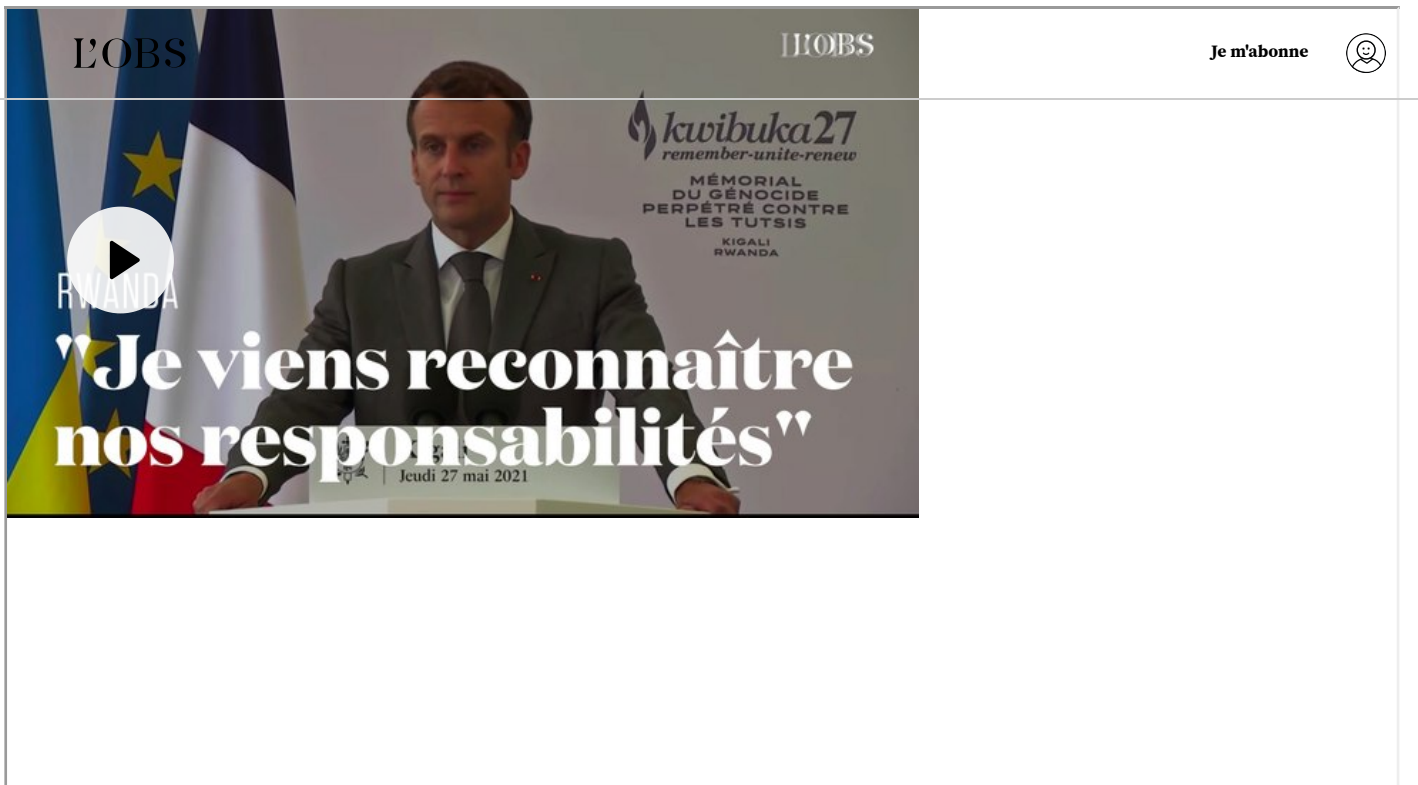 L'OBS
L'OBS
Je m'abonne
kwibuka27
remember-unite-renew
MÉMORIAL
DU GÉNOCIDE
PERPÉTRÉ CONTRE
LES TUTSIS
KIGALI
RWANDA
RWANDA
"Je viens reconnaître
nos responsabilités"
Jeudi 27 mai 2021